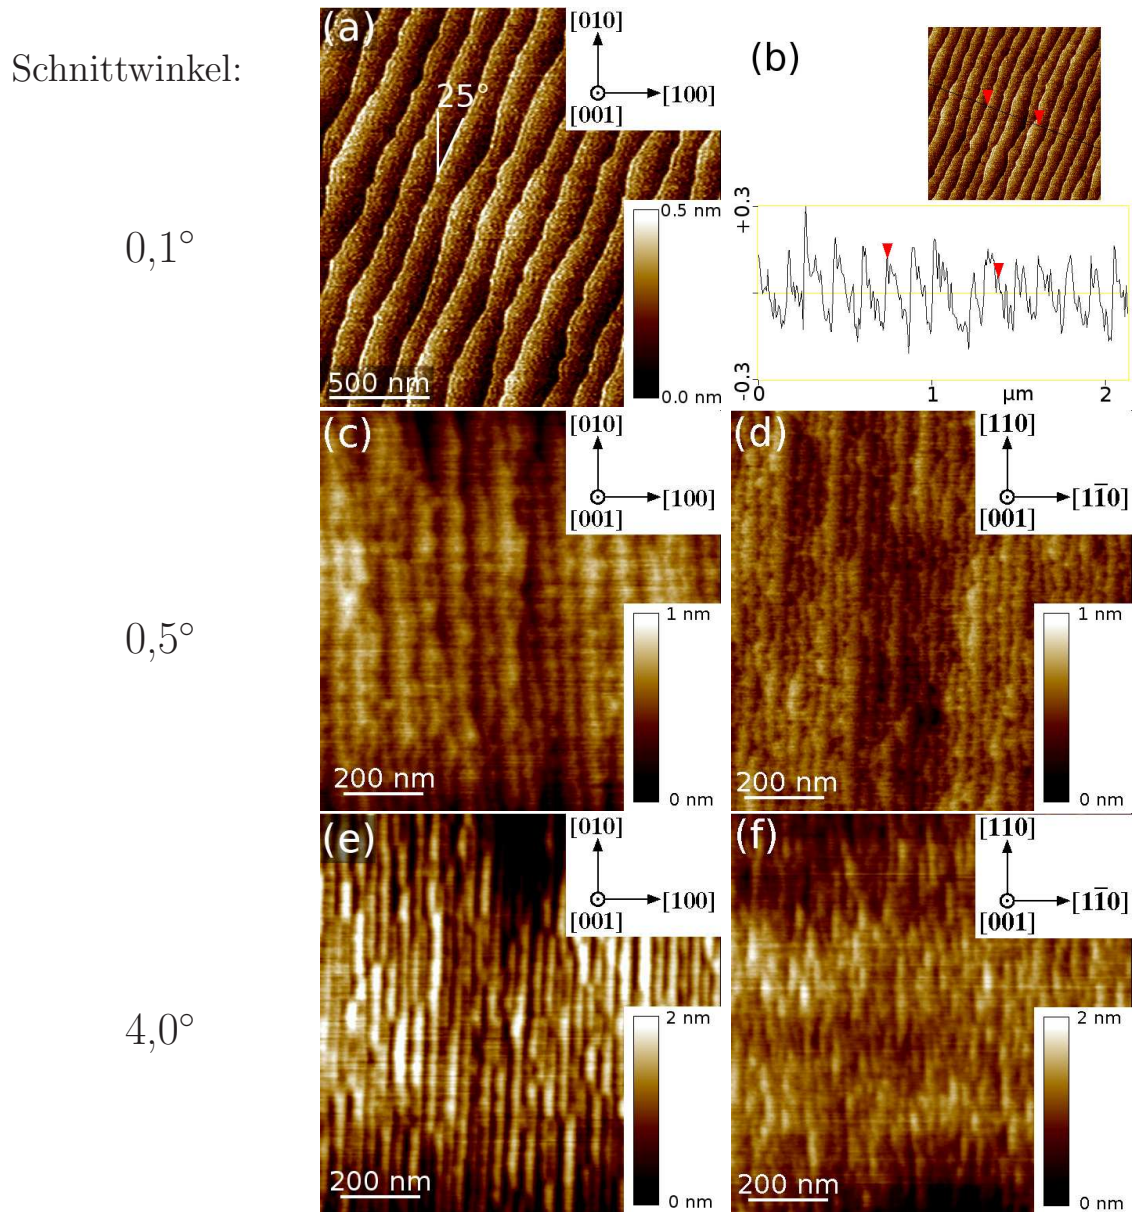 Schnittwinkel:
(a)
[010]
[100]
[001]
25°
0.5 nm
0.0 nm
500 nm
(b)
+0.3
-0.3
0
1
µm
2
0,1°
(c)
[010]
[100]
[001]
1 nm
0 nm
200 nm
(d)
[110]
[11̅0]
[001]
1 nm
0 nm
200 nm
0,5°
(e)
[010]
[100]
[001]
2 nm
0 nm
200 nm
(f)
[110]
[11̅0]
[001]
2 nm
0 nm
200 nm
4,0°